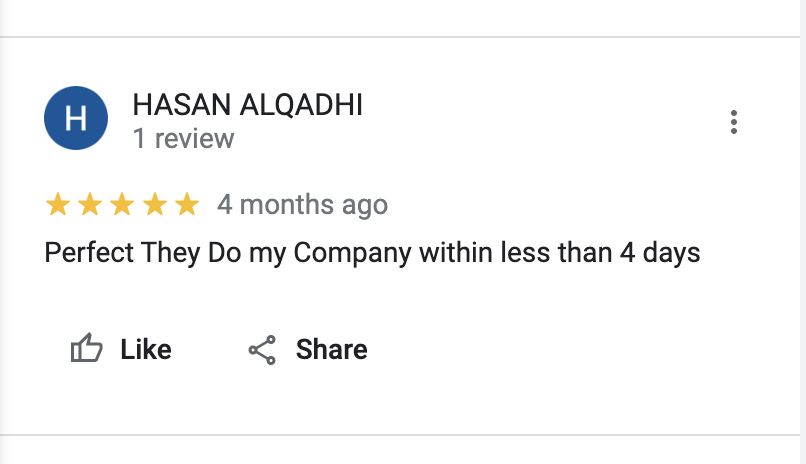 H
HASAN ALQADHI
1 review
4 months ago
Perfect They Do my Company within less than 4 days
Like
Share